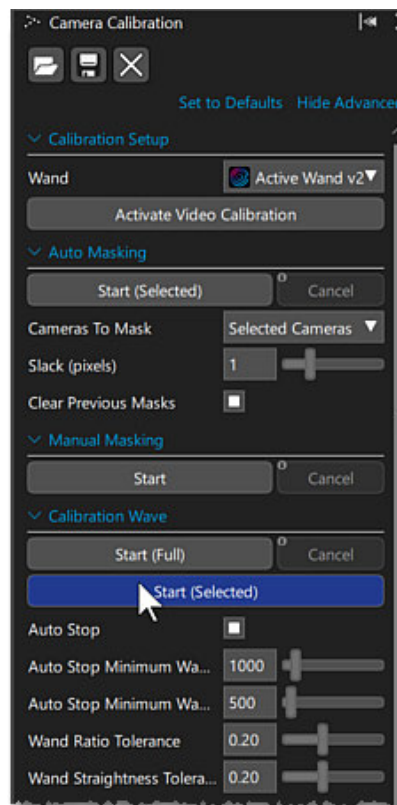 Camera Calibration
Set to Defaults Hide Advance
Calibration Setup
Wand Active Wand v2
Activate Video Calibration
Auto Masking
Start (Selected) Cancel
Cameras To Mask Selected Cameras
Slack (pixels) 1
Clear Previous Masks
Manual Masking
Start Cancel
Calibration Wave
Start (Full) Cancel
Start (Selected)
Auto Stop
Auto Stop Minimum Wa... 1000
Auto Stop Minimum Wa... 500
Wand Ratio Tolerance 0.20
Wand Straightness Tolera... 0.20